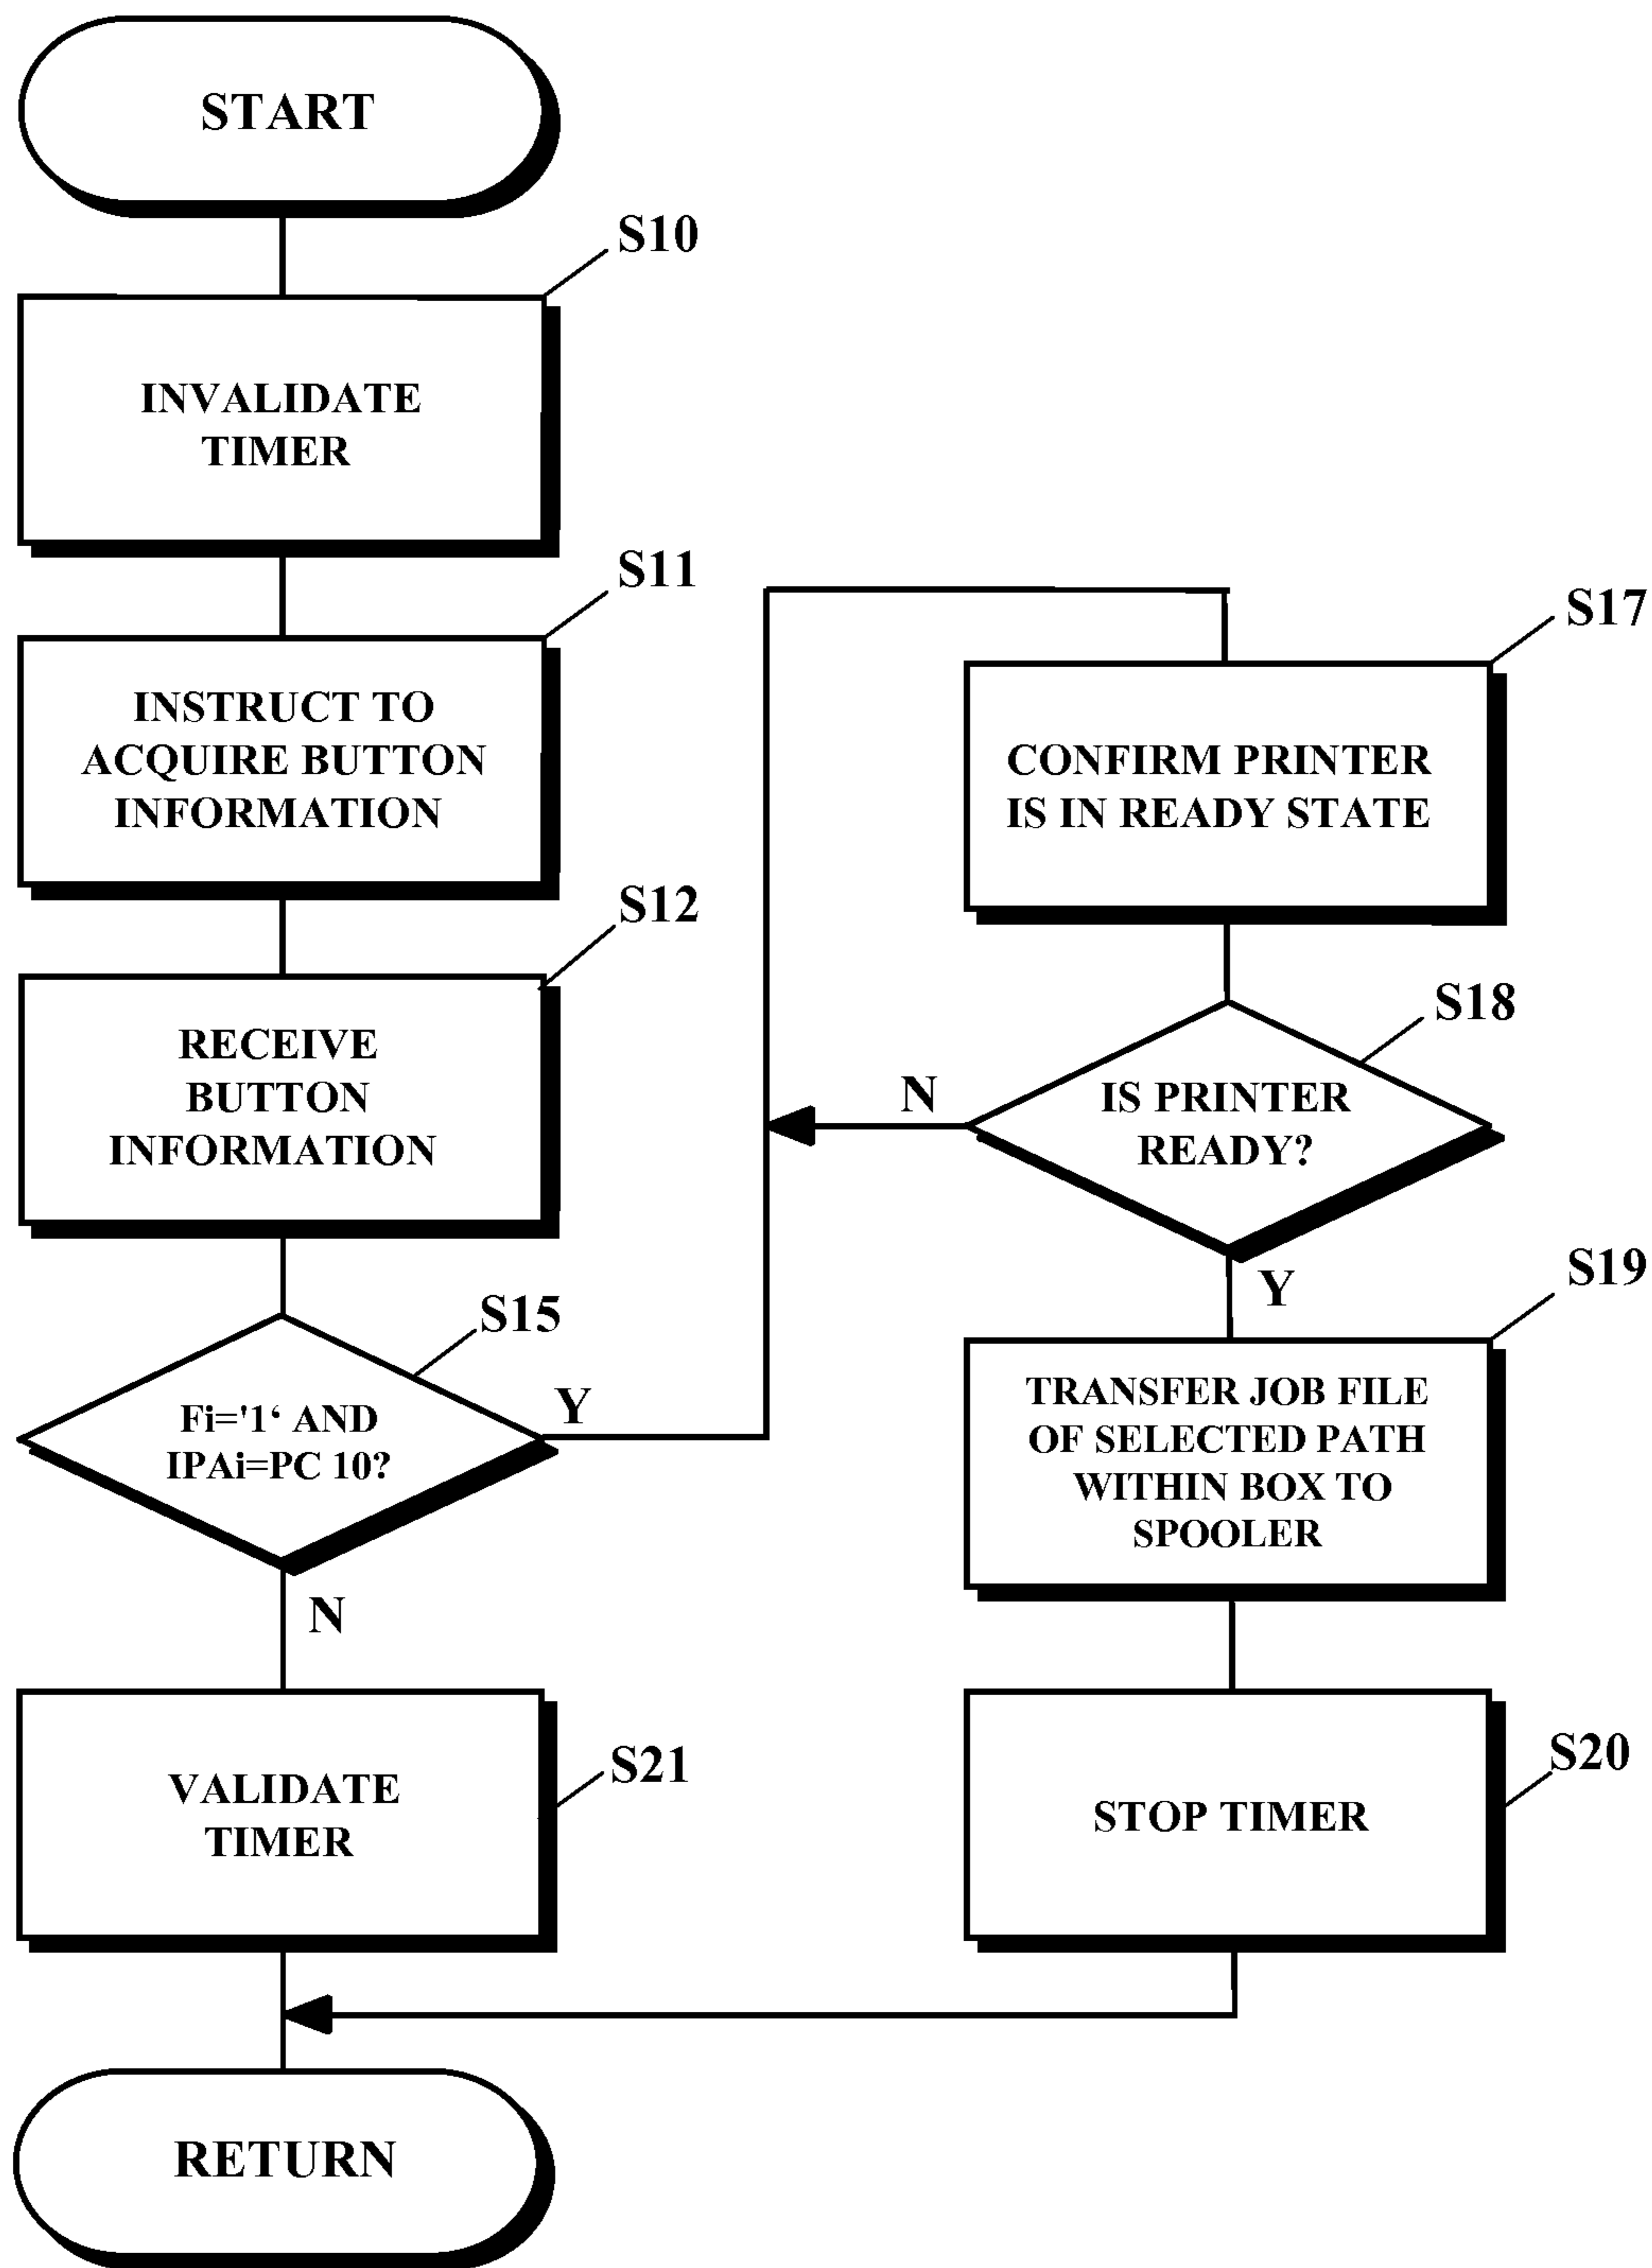 START
S10
INVALIDATE
TIMER
S11
INSTRUCT TO
ACQUIRE BUTTON
INFORMATION
S12
RECEIVE
BUTTON
INFORMATION
S15
Fi='1‘ AND
IPAi=PC 10?
Y
N
VALIDATE
TIMER
S21
S17
CONFIRM PRINTER
IS IN READY STATE
S18
IS PRINTER
READY?
N
Y
S19
TRANSFER JOB FILE
OF SELECTED PATH
WITHIN BOX TO
SPOOLER
STOP TIMER
S20
RETURN